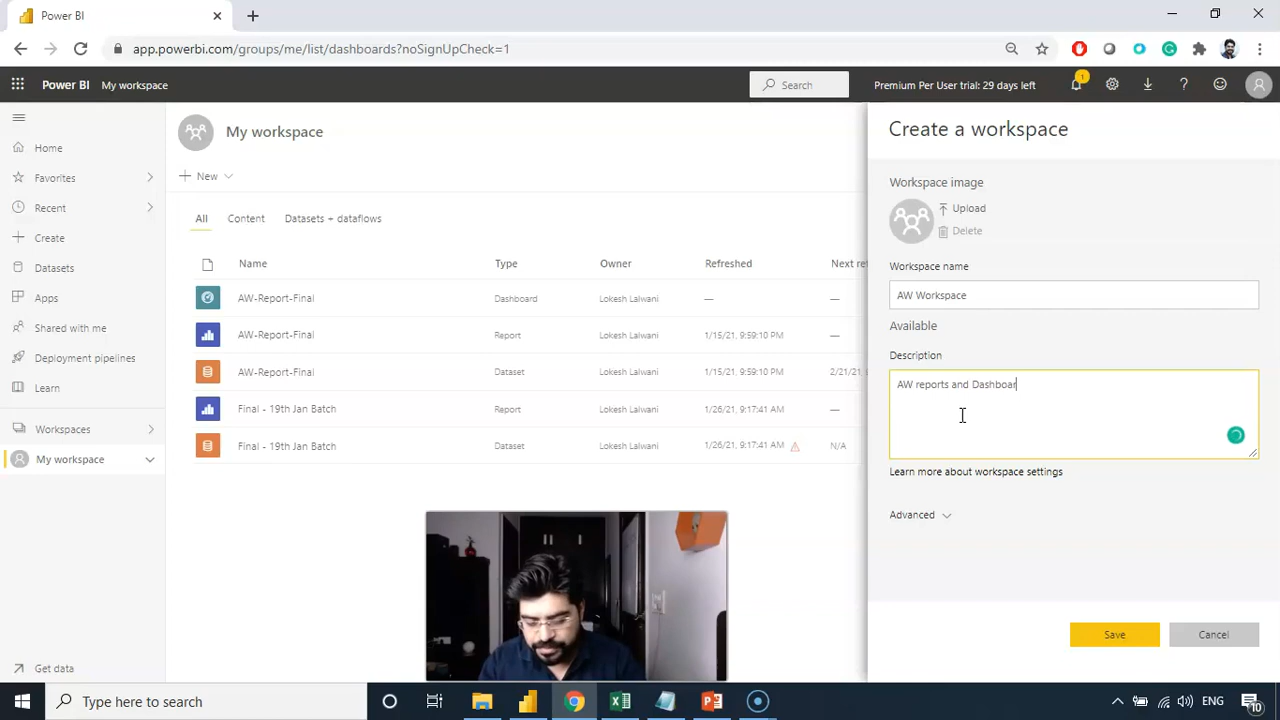 Power BI
app.powerbi.com/groups/me/list/dashboards?noSignUpCheck=1
Power BI My workspace Search Premium Per User trial: 29 days left 1
Create a workspace
My workspace
New
All Content Datasets + dataflows
Name Type Owner Refreshed Next re
AW-Report-Final Dashboard Lokesh Lalwani — —
AW-Report-Final Report Lokesh Lalwani 1/15/21, 9:59:10 PM —
AW-Report-Final Dataset Lokesh Lalwani 1/15/21, 9:59:10 PM 2/21/21,
Final - 19th Jan Batch Report Lokesh Lalwani 1/26/21, 9:17:41 AM —
Final - 19th Jan Batch Dataset Lokesh Lalwani 1/26/21, 9:17:41 AM N/A
Home
Favorites
Recent
Create
Datasets
Apps
Shared with me
Deployment pipelines
Learn
Workspaces
My workspace
Get data
Workspace image
Upload
Delete
Workspace name
AW Workspace
Available
Description
AW reports and Dashboar
Learn more about workspace settings
Advanced
Save Cancel
Type here to search
ENG
10